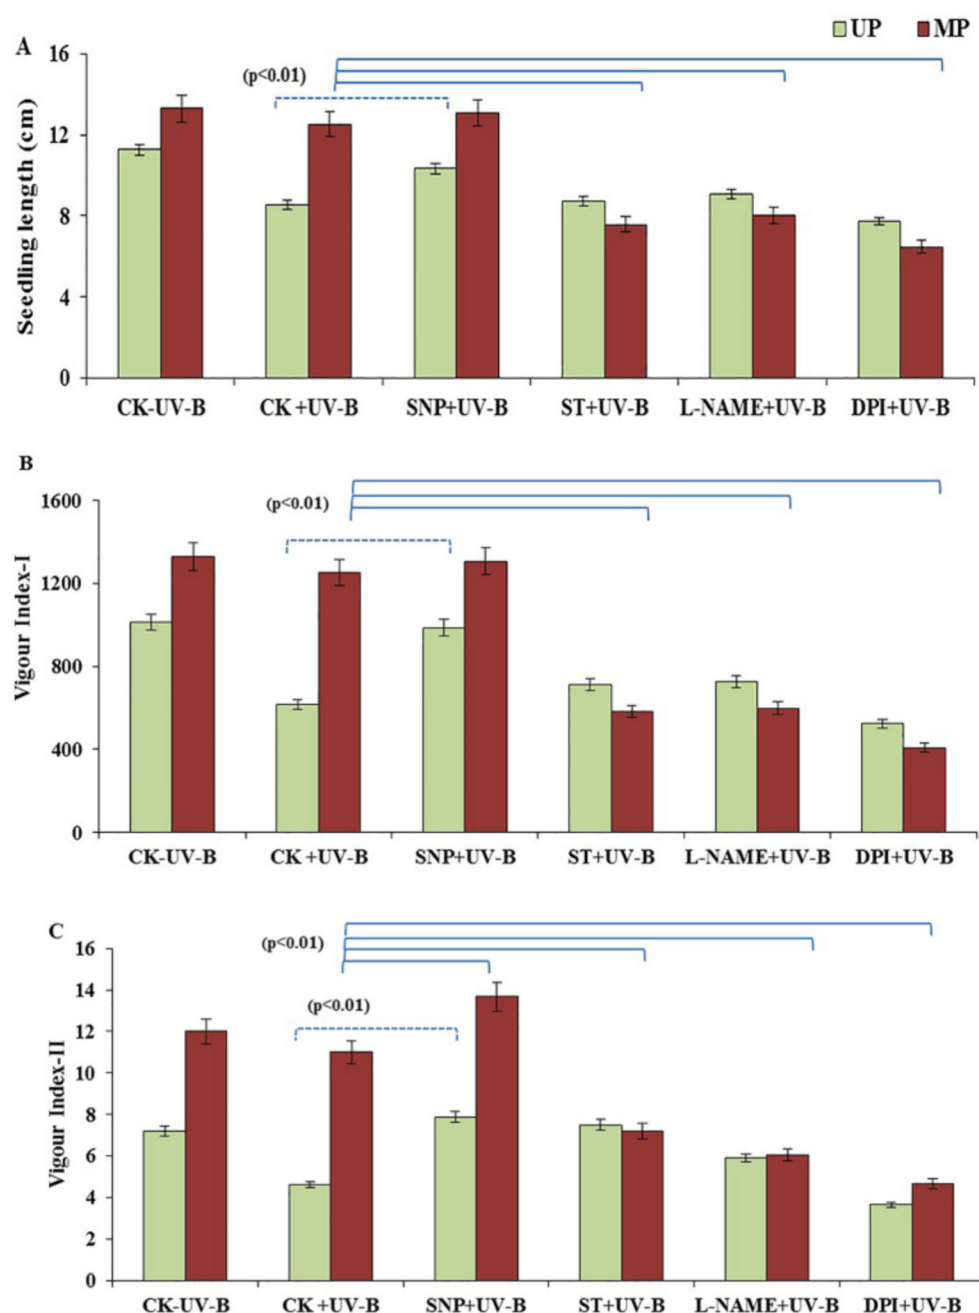 UP MP
A
16
(p<0.01)
12
8
4
0
Seedling length (cm)
CK-UV-B CK +UV-B SNP+UV-B ST+UV-B L-NAME+UV-B DPI+UV-B
B
1600
(p<0.01)
1200
800
400
0
Vigour Index-I
CK-UV-B CK +UV-B SNP+UV-B ST+UV-B L-NAME+UV-B DPI+UV-B
C
16
(p<0.01)
14
(p<0.01)
12
10
8
6
4
2
0
Vigour Index-II
CK-UV-B CK +UV-B SNP+UV-B ST+UV-B L-NAME+UV-B DPI+UV-B